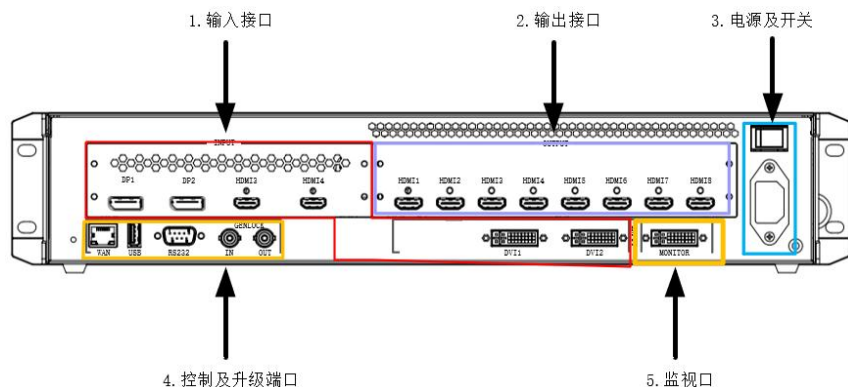 1.输入接口
2.输出接口
3.电源及开关
INPUT
OUTPUT
DP1
DP2
HDMI3
HDMI4
HDMI1
HDMI2
HDMI3
HDMI4
HDMI5
HDMI6
HDMI7
HDMI8
GENLOCK
WAN
USB
RS232
IN
OUT
DVI1
DVI2
MONITOR
4.控制及升级端口
5.监视口